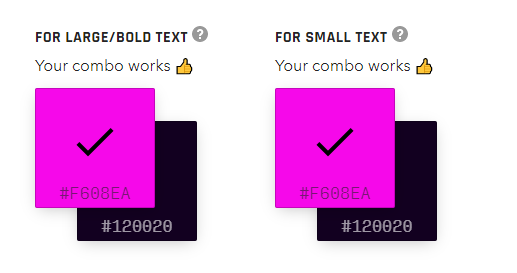 FOR LARGE/BOLD TEXT ?
Your combo works 👍
#F608EA
#120020
FOR SMALL TEXT ?
Your combo works 👍
#F608EA
#120020